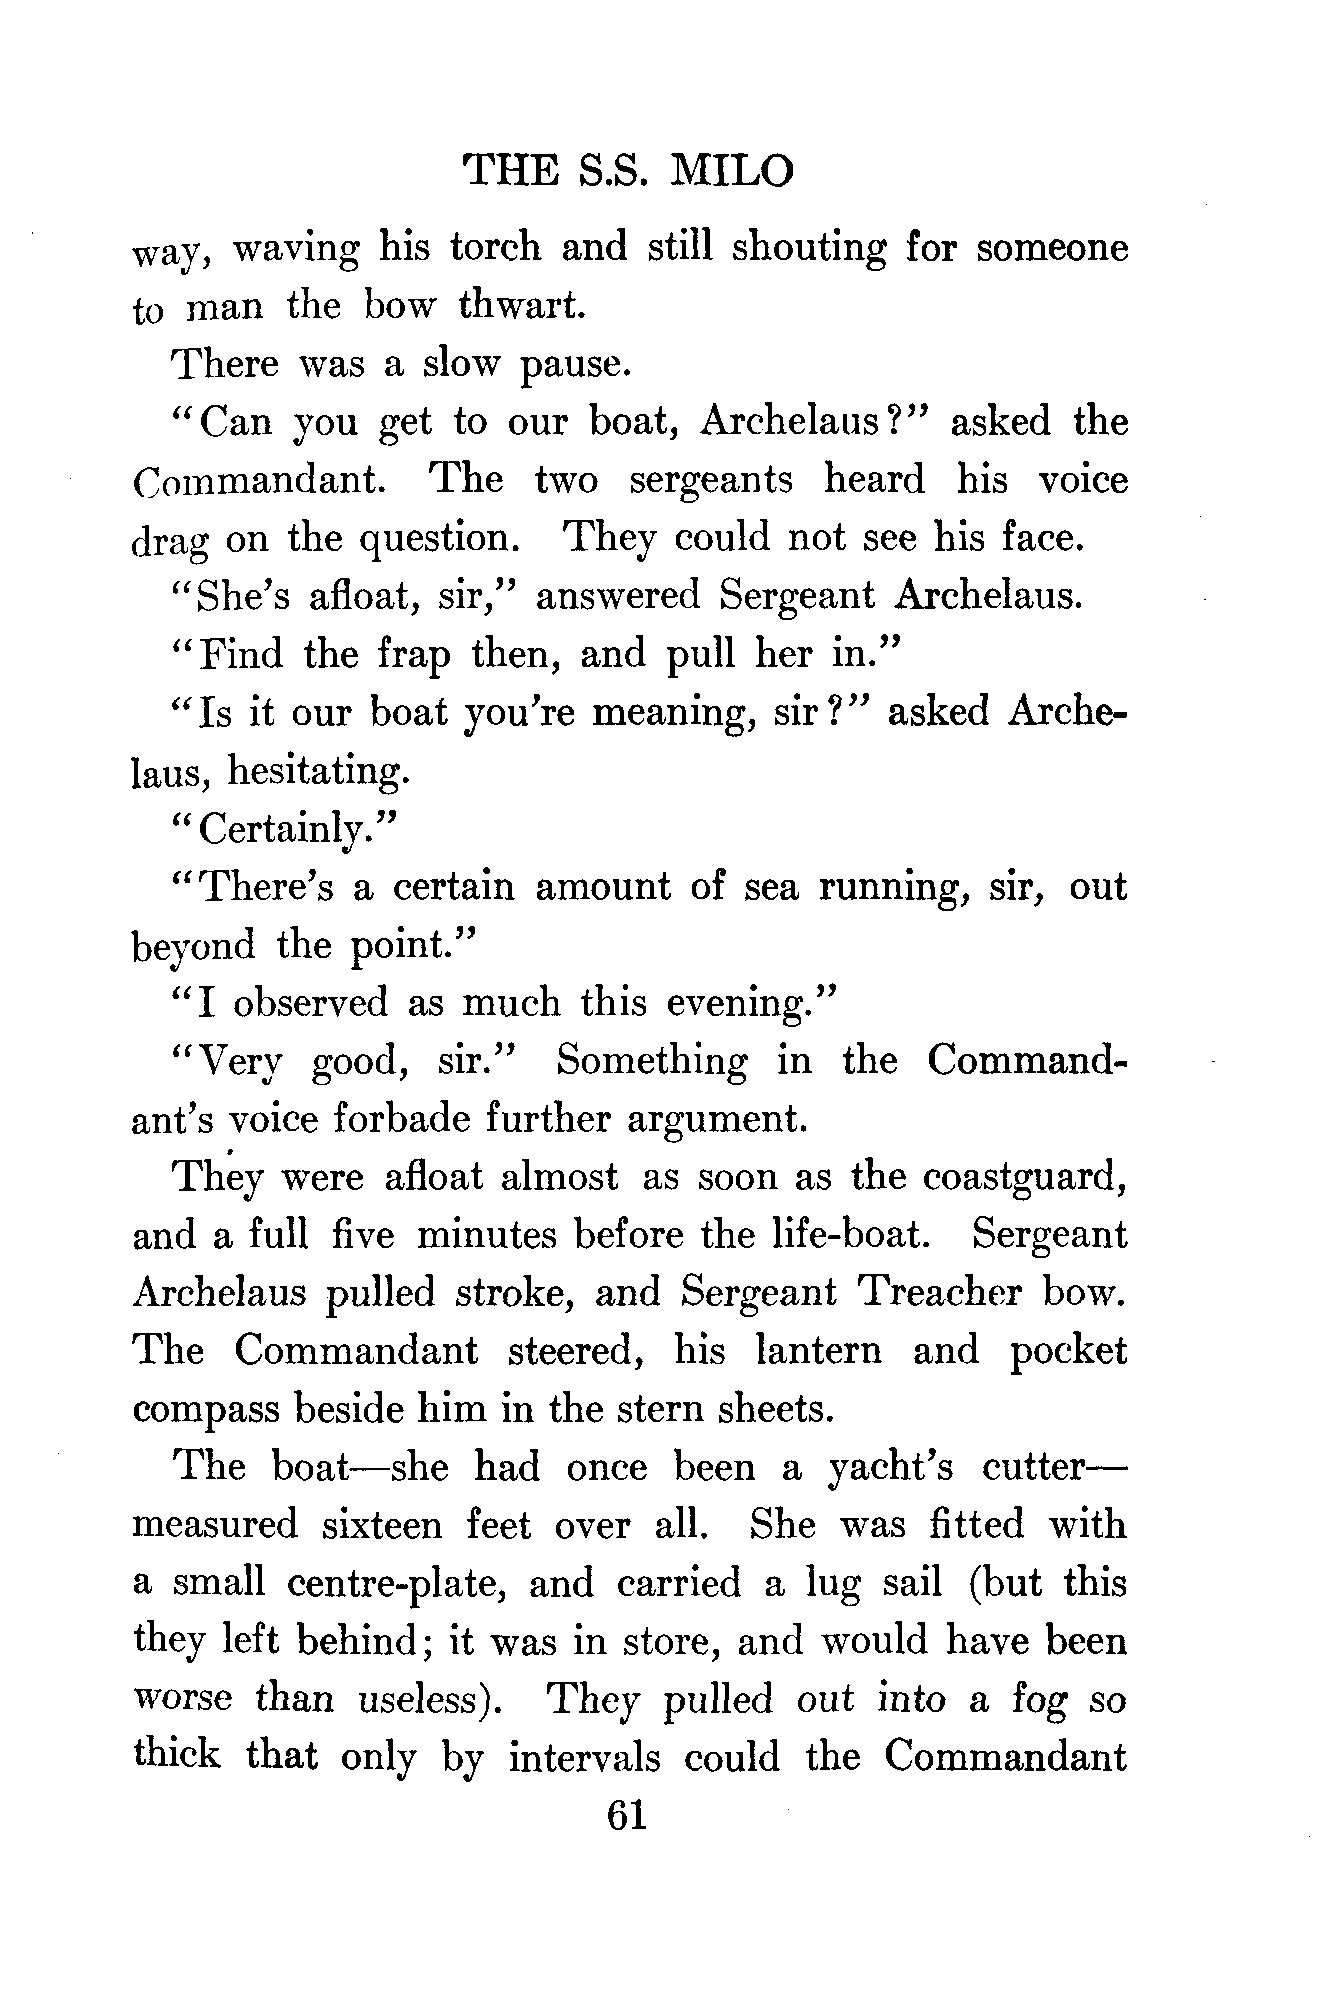 THE S.S. MILO
way, waving his torch and still shouting for someone
to man the bow thwart.
There was a slow pause.
"Can you get to our boat, Archelaus?" asked the
Commandant. The two sergeants heard his voice
drag on the question. They could not see his face.
"She's afloat, sir," answered Sergeant Archelaus.
"Find the frap then, and pull her in."
"Is it our boat you're meaning, sir?" asked Arche-
laus, hesitating.
"Certainly."
"There's a certain amount of sea running, sir, out
beyond the point."
"I observed as much this evening."
"Very good, sir." Something in the Command-
ant's voice forbade further argument.
They were afloat almost as soon as the coastguard,
and a full five minutes before the life-boat. Sergeant
Archelaus pulled stroke, and Sergeant Treacher bow.
The Commandant steered, his lantern and pocket
compass beside him in the stern sheets.
The boat—she had once been a yacht's cutter—
measured sixteen feet over all. She was fitted with
a small centre-plate, and carried a lug sail (but this
they left behind; it was in store, and would have been
worse than useless). They pulled out into a fog so
thick that only by intervals could the Commandant
61